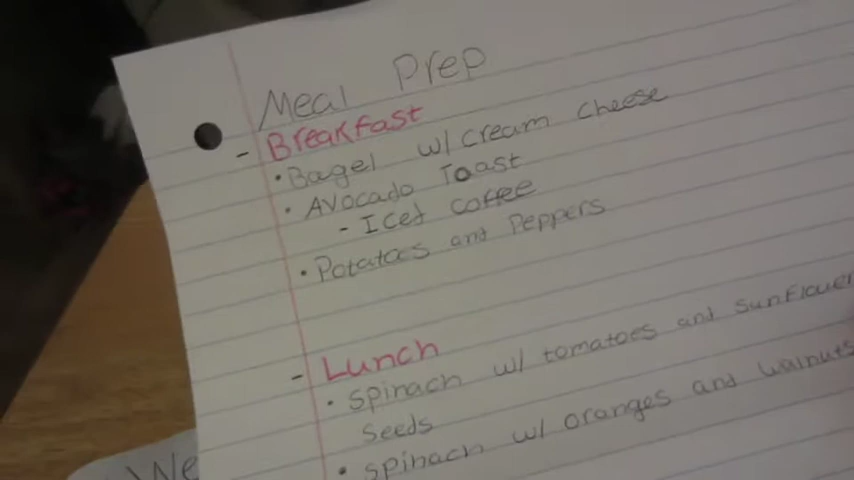 Meal Prep
- Breakfast
• Bagel w/ cream cheese
• Avocado Toast
- Iced coffee
• Potatoes and Peppers
- Lunch
• spinach w/ tomatoes and sunflower
seeds
• spinach w/ oranges and walnuts
We